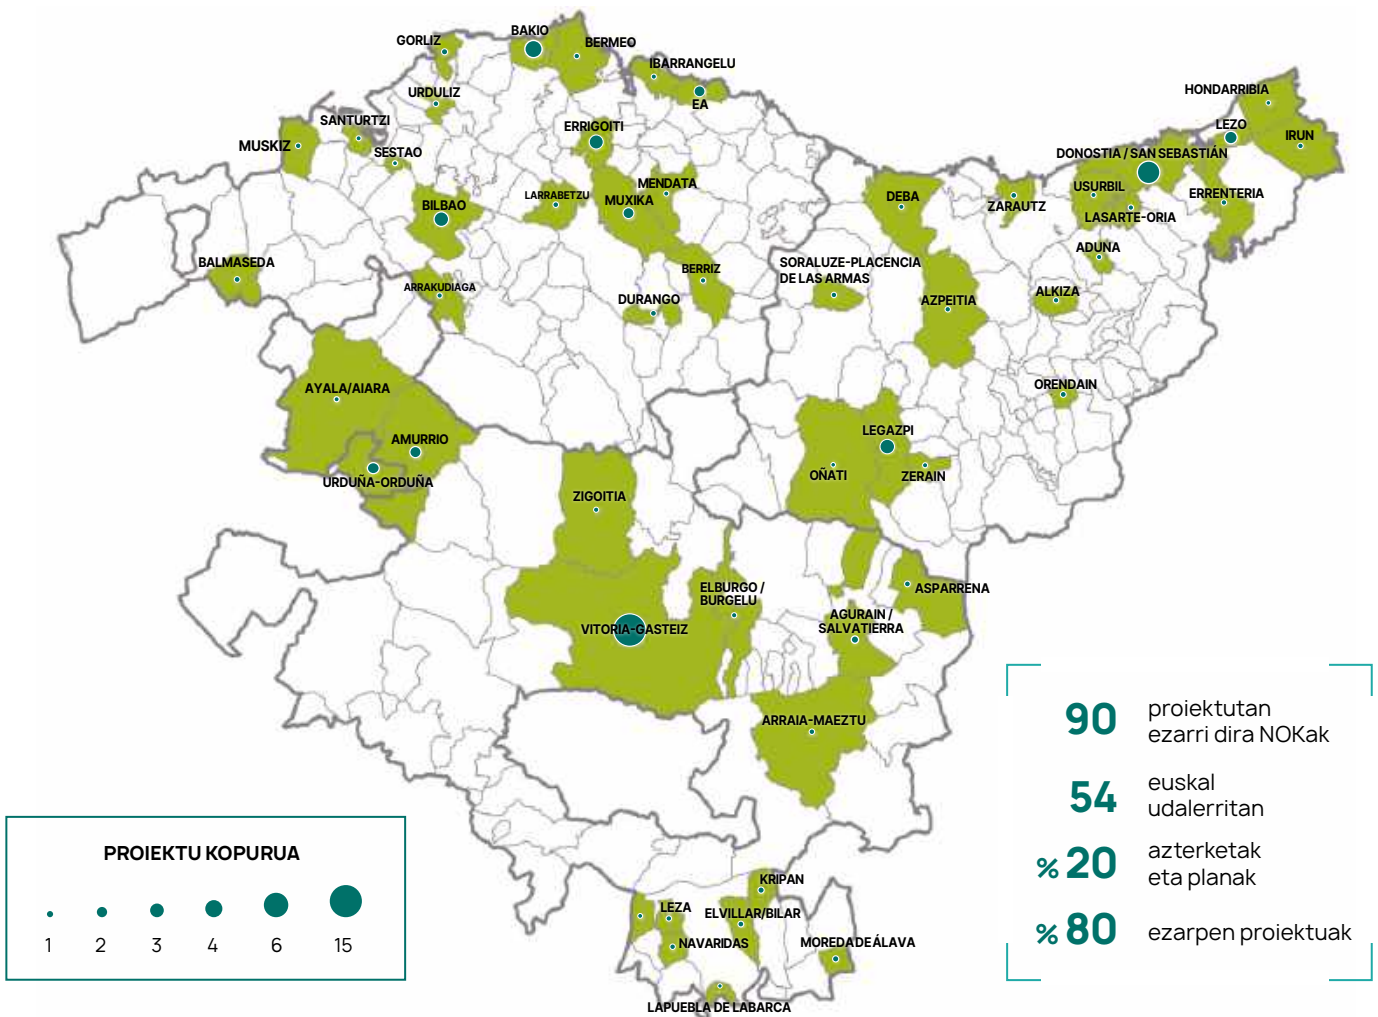 BAKIO
GORLIZ
BERMEO
IBARRANGELU
EA
URDULIZ
SANTURTZI
MUSKIZ
SESTAO
ERRIGOITI
BILBAO
LARRABETZU
MENDATA
MUXIKA
BALMASEDA
ARRAKUDIAGA
BERRIZ
DURANGO
HONDARRIBIA
LEZO
IRUN
DONOSTIA / SAN SEBASTIÁN
USURBIL
DEBA
ZARAUTZ
LASARTE-ORIA
ERRENTERIA
ADUNA
SORALUZE-PLACENCIA
DE LAS ARMAS
AZPEITIA
ALKIZA
ORENDAIN
AYALA/AIARA
AMURRIO
URDUÑA-ORDUÑA
LEGAZPI
OÑATI
ZERAIN
ZIGOITIA
ELBURGO /
BURGELU
ASPARRENA
VITORIA-GASTEIZ
AGURAIN /
SALVATIERRA
ARRAIA-MAEZTU
KRIPAN
LEZA
ELVILLAR/BILAR
NAVARIDAS
MOREDA DE ÁLAVA
LAPUEBLA DE LABARCA
PROIEKTU KOPURUA
1 2 3 4 6 15
90 proiektutan
ezarri dira NOKak
54 euskal
udalerritan
% 20 azterketak
eta planak
% 80 ezarpen proiektuak